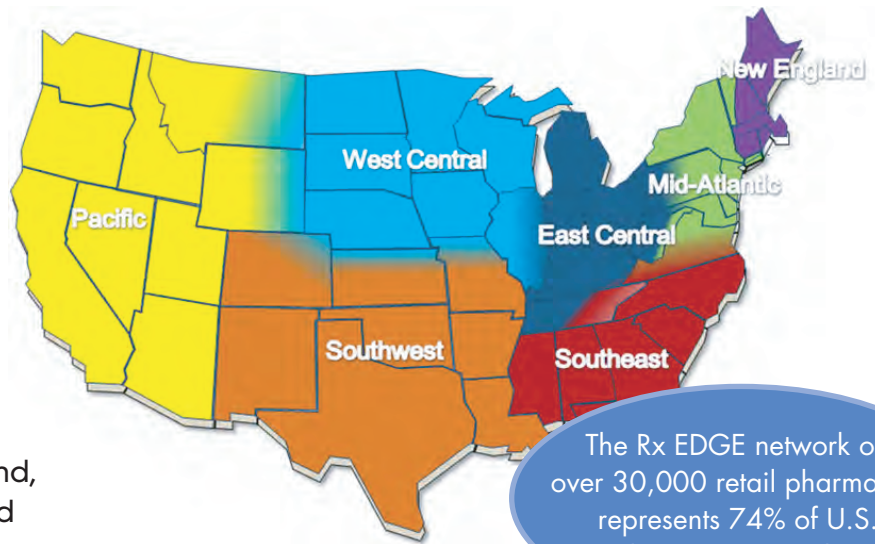 New England
West Central
Mid-Atlantic
Pacific
East Central
Southwest
Southeast
nd,
d
The Rx EDGE network o
over 30,000 retail pharma
represents 74% of U.S.